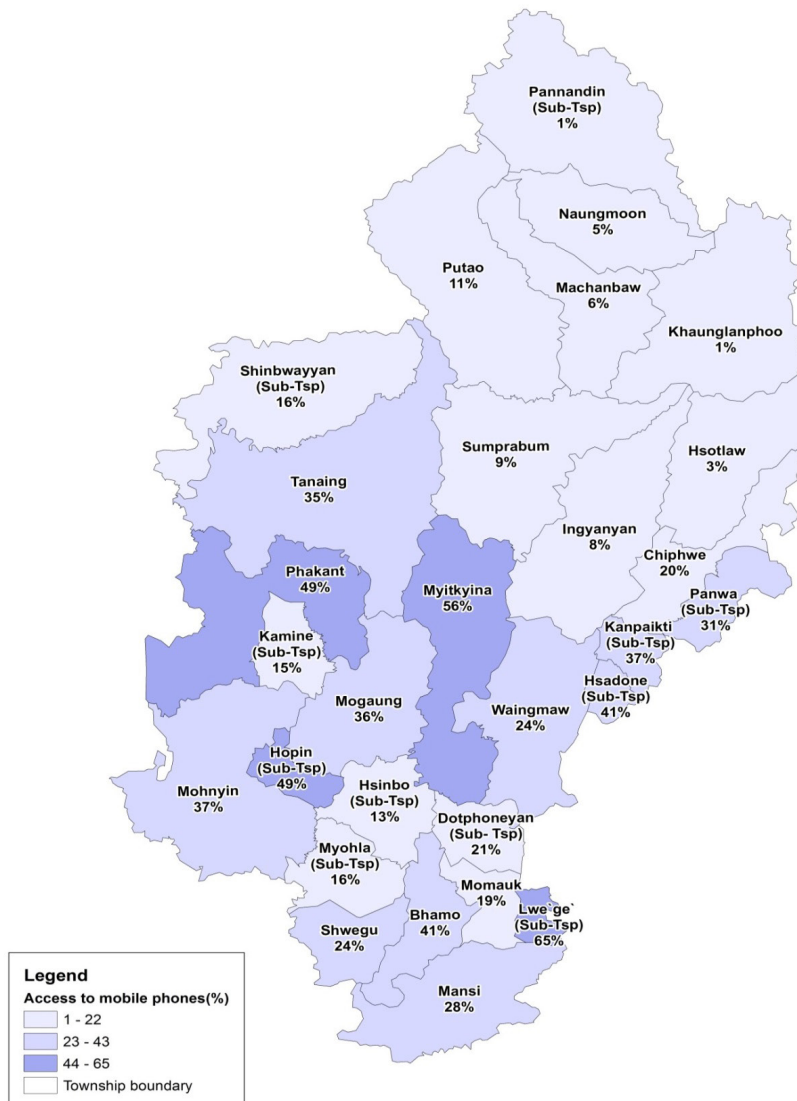 Pannandin
(Sub-Tsp)
1%
Naungmoon
5%
Putao
11%
Machanbaw
6%
Khaunglanphoo
1%
Shinbwayyan
(Sub-Tsp)
16%
Sumprabum
9%
Hsotlaw
3%
Tanaing
35%
Ingyanyan
8%
Chiphwe
20%
Phakant
49%
Myitkyina
56%
Panwa
(Sub-Tsp)
31%
Kamine
(Sub-Tsp)
15%
Kanpaikti
(Sub-Tsp)
37%
Hsadone
(Sub-Tsp)
41%
Mogaung
36%
Waingmaw
24%
Hopin
(Sub-Tsp)
49%
Mohnyin
37%
Hsinbo
(Sub-Tsp)
13%
Dotphoneyan
(Sub- Tsp)
21%
Myohla
(Sub-Tsp)
16%
Momauk
19%
Lwe`ge`
(Sub-Tsp)
65%
Shwegu
24%
Bhamo
41%
Mansi
28%
Legend
Access to mobile phones(%)
1 - 22
23 - 43
44 - 65
Township boundary